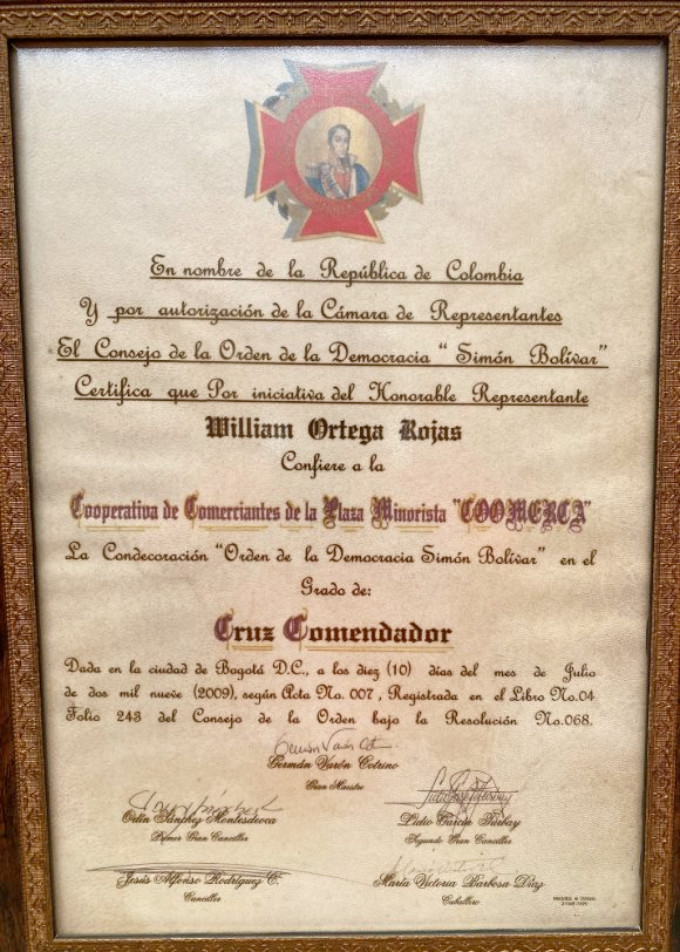 En nombre de la República de Colombia
Y por autorización de la Cámara de Representantes
El Consejo de la Orden de la Democracia “ Simón Bolívar”
Certifica que Por iniciativa del Honorable Representante
William Ortega Rojas
Confiere a la
Cooperativa de Comerciantes de la Plaza Minorista "COOMERCA"
La Condecoración “Orden de la Democracia Simón Bolívar” en el
Grado de:
Cruz Comendador
Dada en la ciudad de Bogotá D.C., a los diez (10) días del mes de Julio
de dos mil nueve (2009), según Acta No. 007 , Registrada en el Libro No.04
Folio 243 del Consejo de la Orden bajo la Resolución No.068.
Germán Varón Cotrino
Gran Maestre
Odín Sánchez Montesdeoca
Primer Gran Canciller
Lidio García Turbay
Segundo Gran Canciller
Jesús Alfonso Rodríguez C.
Canciller
María Victoria Barbosa Díaz
Caballero